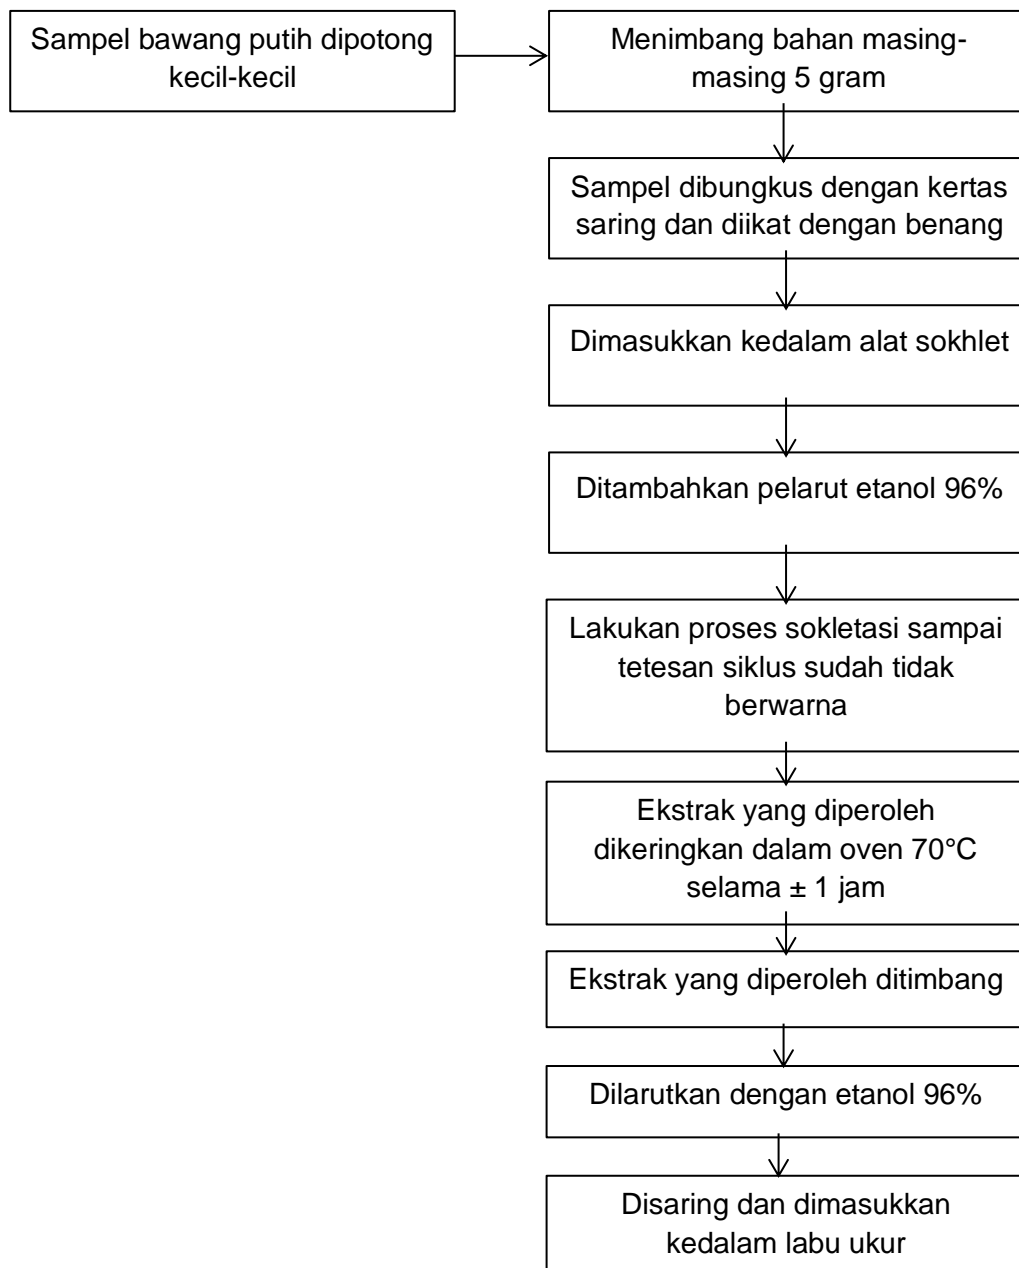 Sampel bawang putih dipotong
kecil-kecil
Menimbang bahan masing-
masing 5 gram
Sampel dibungkus dengan kertas
saring dan diikat dengan benang
Dimasukkan kedalam alat sokhlet
Ditambahkan pelarut etanol 96%
Lakukan proses sokletasi sampai
tetesan siklus sudah tidak
berwarna
Ekstrak yang diperoleh
dikeringkan dalam oven 70°C
selama ± 1 jam
Ekstrak yang diperoleh ditimbang
Dilarutkan dengan etanol 96%
Disaring dan dimasukkan
kedalam labu ukur